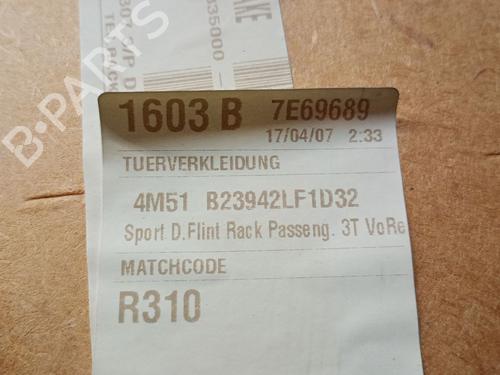 1603 B 7E69689
17/04/07 2:33
TUERVERKLEIDUNG
4M51 B23942LF1D32
Sport D.Flint Rack Passeng. 3T VoRe
MATCHCODE
R310
35000
B-PARTS